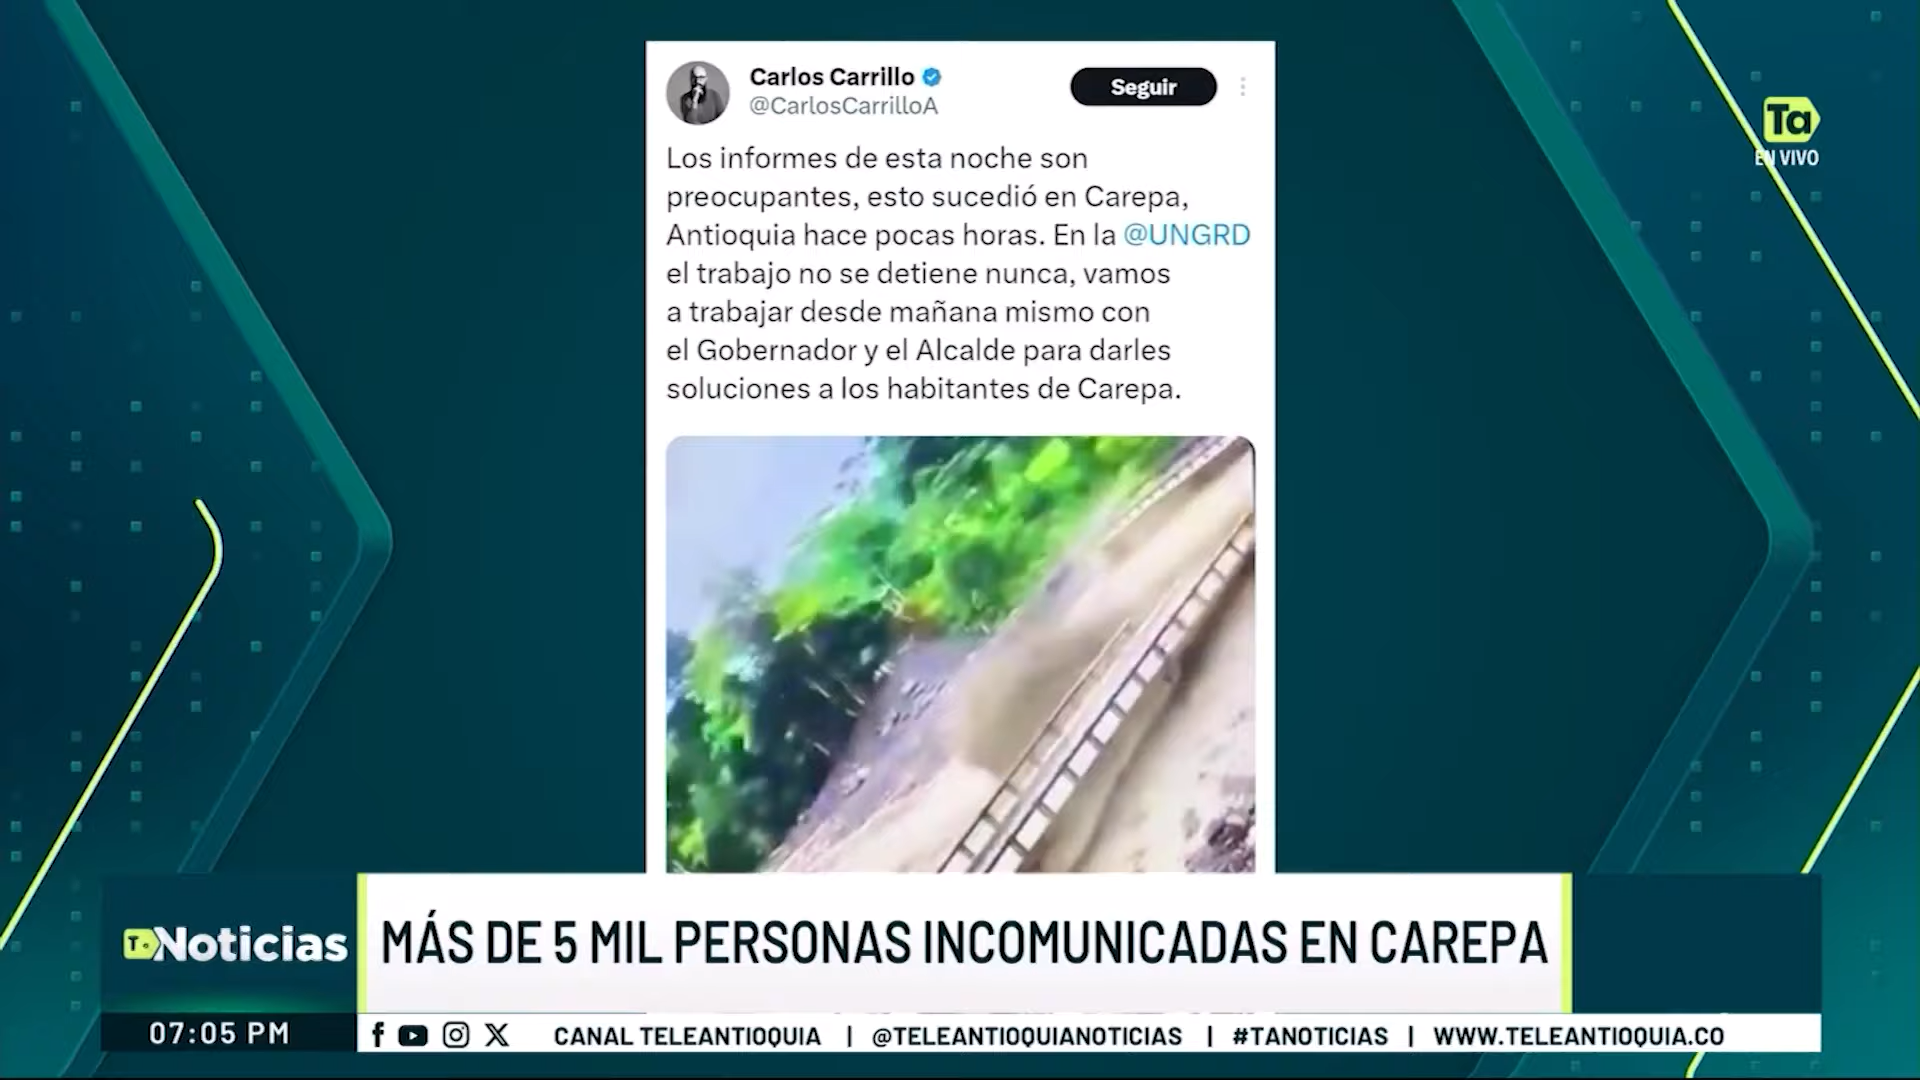 Carlos Carrillo
@CarlosCarrilloA
Seguir
Los informes de esta noche son
preocupantes, esto sucedió en Carepa,
Antioquia hace pocas horas. En la @UNGRD
el trabajo no se detiene nunca, vamos
a trabajar desde mañana mismo con
el Gobernador y el Alcalde para darles
soluciones a los habitantes de Carepa.
Ta
EN VIVO
Ta Noticias
MÁS DE 5 MIL PERSONAS INCOMUNICADAS EN CAREPA
07:05 PM
CANAL TELEANTIOQUIA | @TELEANTIOQUIANOTICIAS | #TANOTICIAS | WWW.TELEANTIOQUIA.CO